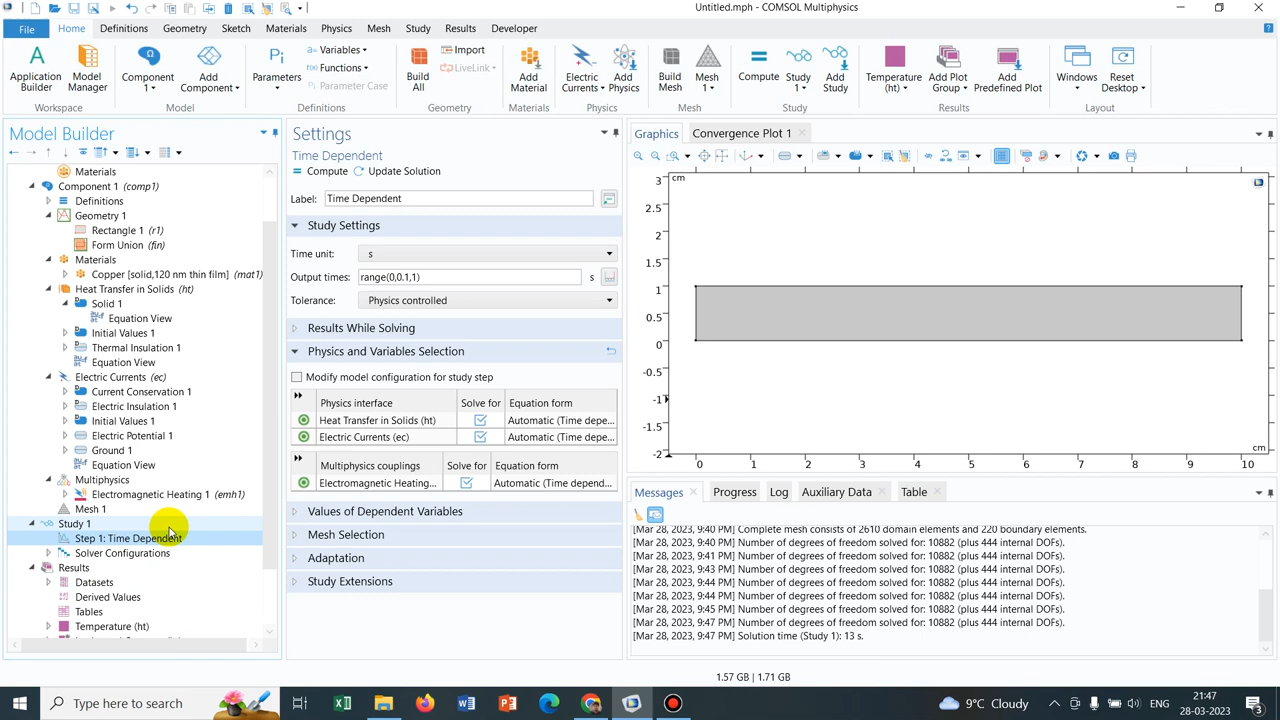 Untitled.mph - COMSOL Multiphysics
File Home Definitions Geometry Sketch Materials Physics Mesh Study Results Developer
Application Builder
Model Manager
Workspace
Component 1
Add Component
Model
Parameters
Variables
Functions
Parameter Case
Definitions
Build All
Import
LiveLink
Geometry
Add Material
Materials
Electric Currents
Add Physics
Physics
Build Mesh
Mesh 1
Mesh
Compute
Study 1
Add Study
Study
Temperature (ht)
Add Plot Group
Add Predefined Plot
Results
Windows
Reset Desktop
Layout
Model Builder
Materials
Component 1 (comp1)
Definitions
Geometry 1
Rectangle 1 (r1)
Form Union (fin)
Materials
Copper [solid,120 nm thin film] (mat1)
Heat Transfer in Solids (ht)
Solid 1
Equation View
Initial Values 1
Thermal Insulation 1
Equation View
Electric Currents (ec)
Current Conservation 1
Electric Insulation 1
Initial Values 1
Electric Potential 1
Ground 1
Equation View
Multiphysics
Electromagnetic Heating 1 (emh1)
Mesh 1
Study 1
Step 1: Time Dependent
Solver Configurations
Results
Datasets
Derived Values
Tables
Temperature (ht)
Settings
Time Dependent
= Compute Update Solution
Label: Time Dependent
Study Settings
Time unit: s
Output times: range(0,0.1,1) s
Tolerance: Physics controlled
Results While Solving
Physics and Variables Selection
Modify model configuration for study step
Physics interface Solve for Equation form
Heat Transfer in Solids (ht) Automatic (Time depe...
Electric Currents (ec) Automatic (Time depe...
Multiphysics couplings Solve for Equation form
Electromagnetic Heating... Automatic (Time depend...
Values of Dependent Variables
Mesh Selection
Adaptation
Study Extensions
Graphics Convergence Plot 1
cm
3
2.5
2
1.5
1
0.5
0
-0.5
-1
-1.5
-2
cm
0 1 2 3 4 5 6 7 8 9 10
Messages Progress Log Auxiliary Data Table
[Mar 28, 2023, 9:40 PM] Complete mesh consists of 2610 domain elements and 220 boundary elements.
[Mar 28, 2023, 9:40 PM] Number of degrees of freedom solved for: 10882 (plus 444 internal DOFs).
[Mar 28, 2023, 9:41 PM] Number of degrees of freedom solved for: 10882 (plus 444 internal DOFs).
[Mar 28, 2023, 9:43 PM] Number of degrees of freedom solved for: 10882 (plus 444 internal DOFs).
[Mar 28, 2023, 9:44 PM] Number of degrees of freedom solved for: 10882 (plus 444 internal DOFs).
[Mar 28, 2023, 9:44 PM] Number of degrees of freedom solved for: 10882 (plus 444 internal DOFs).
[Mar 28, 2023, 9:45 PM] Number of degrees of freedom solved for: 10882 (plus 444 internal DOFs).
[Mar 28, 2023, 9:47 PM] Number of degrees of freedom solved for: 10882 (plus 444 internal DOFs).
[Mar 28, 2023, 9:47 PM] Solution time (Study 1): 13 s.
1.57 GB | 1.71 GB
Type here to search
9°C Cloudy
ENG
21:47
28-03-2023
3